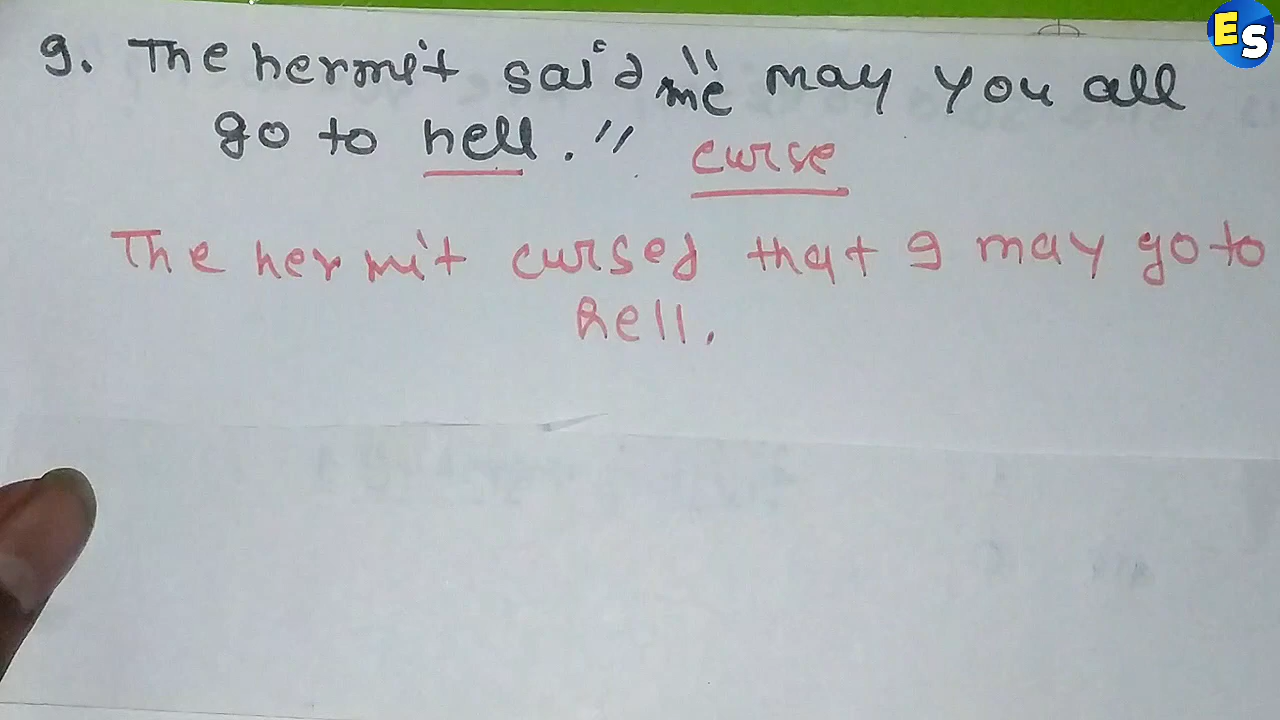 9. The hermit said me " may you all
go to hell."
curse
The hermit cursed that I may go to
hell.
ES